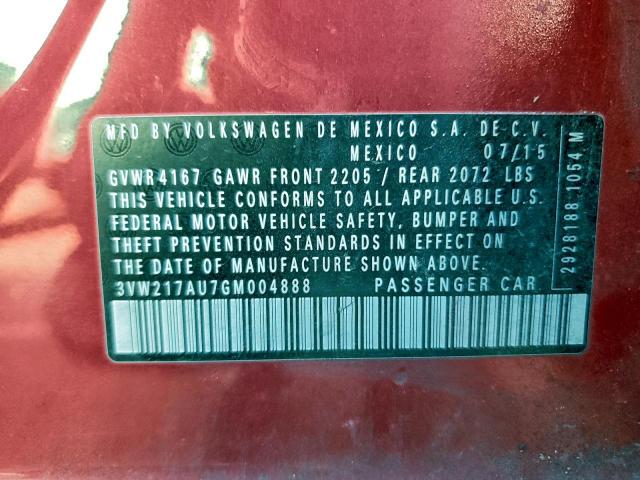 MFD BY VOLKSWAGEN DE MEXICO S.A. DE C.V.
MEXICO 07/15
GVWR 4167 GAWR FRONT 2205 / REAR 2072 LBS
THIS VEHICLE CONFORMS TO ALL APPLICABLE U.S.
FEDERAL MOTOR VEHICLE SAFETY, BUMPER AND
THEFT PREVENTION STANDARDS IN EFFECT ON
THE DATE OF MANUFACTURE SHOWN ABOVE.
3VW217AU7GM004888 PASSENGER CAR
2928188 1054 M